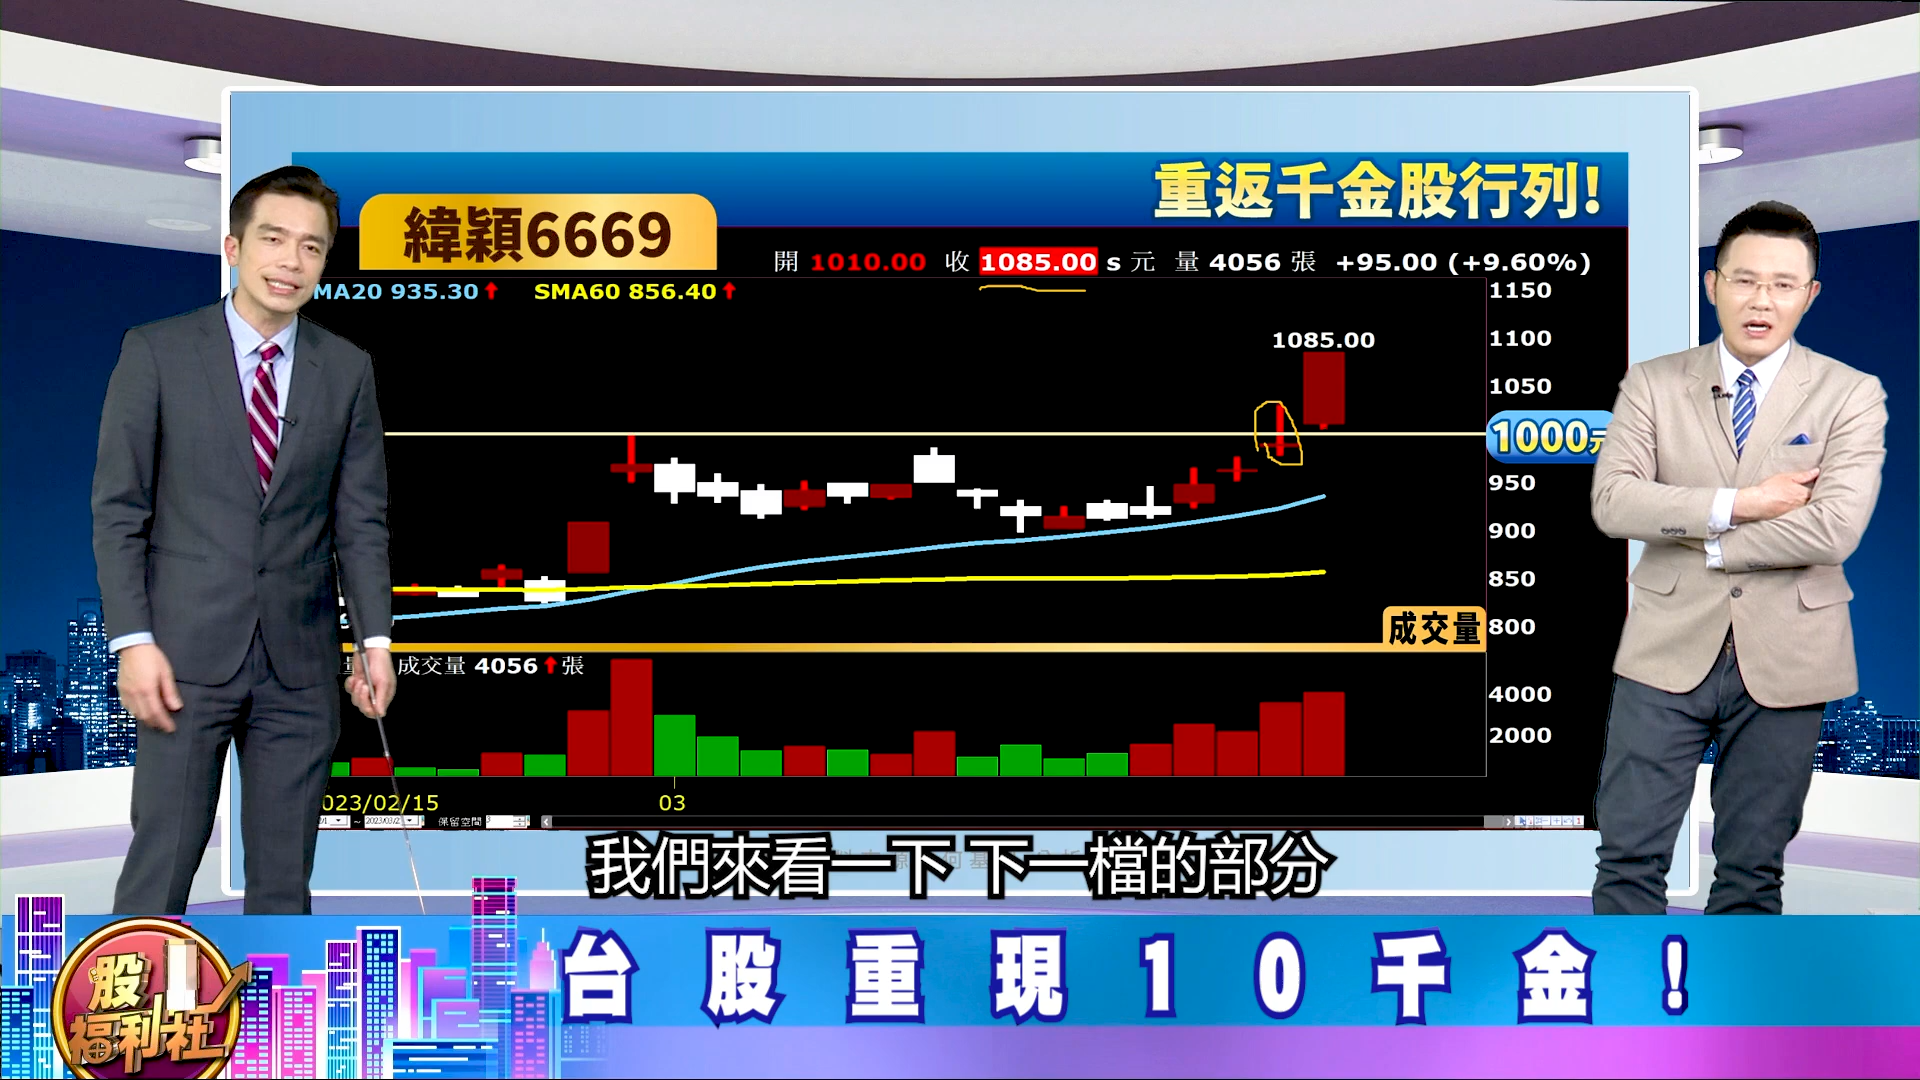 重返千金股行列!
緯穎6669
開 1010.00 收 1085.00 s 元 量 4056 張 +95.00 (+9.60%)
MA20 935.30↑ SMA60 856.40↑
1150
1085.00
1100
1050
1000元
950
900
850
成交量
800
成交量 4056↑張
4000
2000
023/02/15
03
保留空間
我們來看一下下一檔的部分
台股重現10千金!
股
福利社